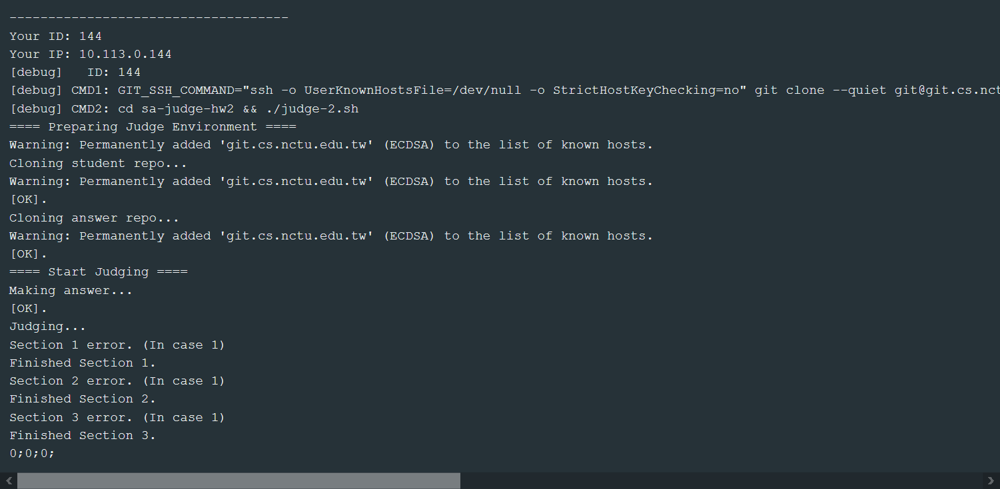 ------------------------------------
Your ID: 144
Your IP: 10.113.0.144
[debug]   ID: 144
[debug] CMD1: GIT_SSH_COMMAND="ssh -o UserKnownHostsFile=/dev/null -o StrictHostKeyChecking=no" git clone --quiet git@git.cs.nct
[debug] CMD2: cd sa-judge-hw2 && ./judge-2.sh
==== Preparing Judge Environment ====
Warning: Permanently added 'git.cs.nctu.edu.tw' (ECDSA) to the list of known hosts.
Cloning student repo...
Warning: Permanently added 'git.cs.nctu.edu.tw' (ECDSA) to the list of known hosts.
[OK].
Cloning answer repo...
Warning: Permanently added 'git.cs.nctu.edu.tw' (ECDSA) to the list of known hosts.
[OK].
==== Start Judging ====
Making answer...
[OK].
Judging...
Section 1 error. (In case 1)
Finished Section 1.
Section 2 error. (In case 1)
Finished Section 2.
Section 3 error. (In case 1)
Finished Section 3.
0;0;0;